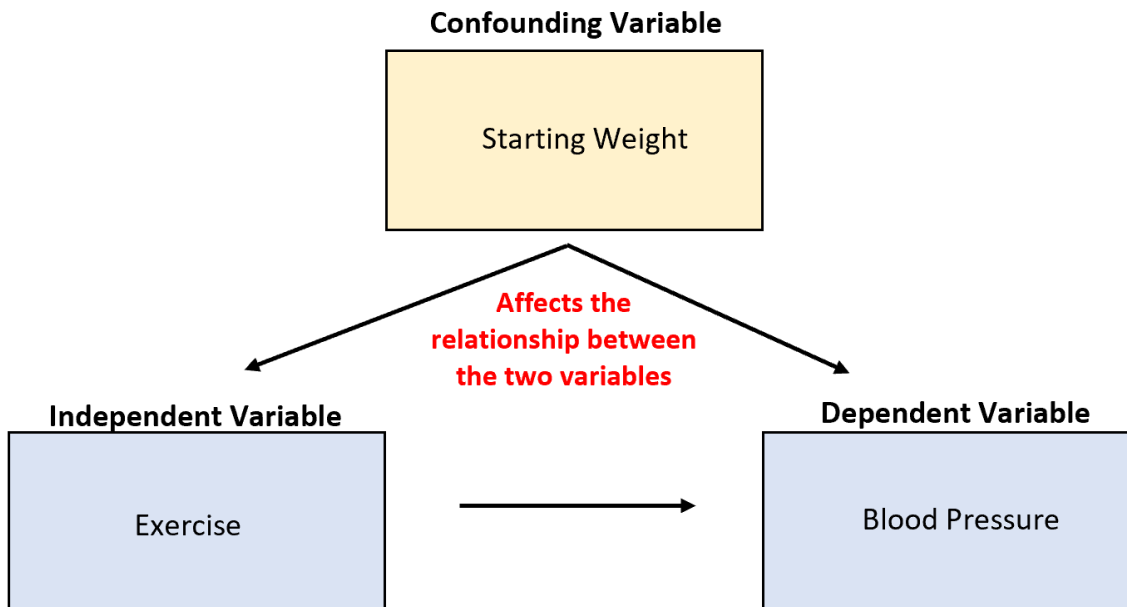 Confounding Variable
Starting Weight
Affects the
relationship between
the two variables
Independent Variable
Dependent Variable
Exercise
Blood Pressure